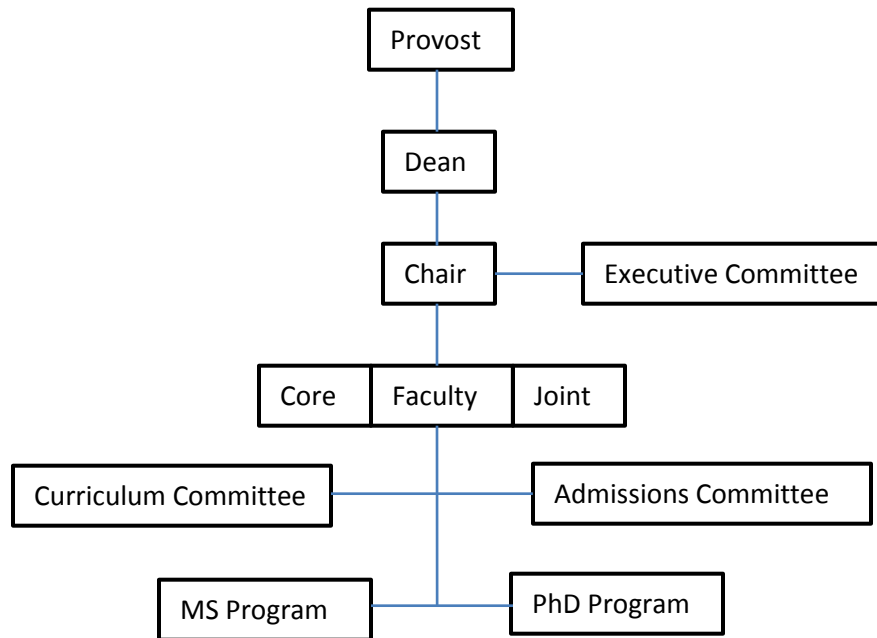 Provost
Dean
Chair
Executive Committee
Core Faculty Joint
Curriculum Committee
Admissions Committee
MS Program
PhD Program